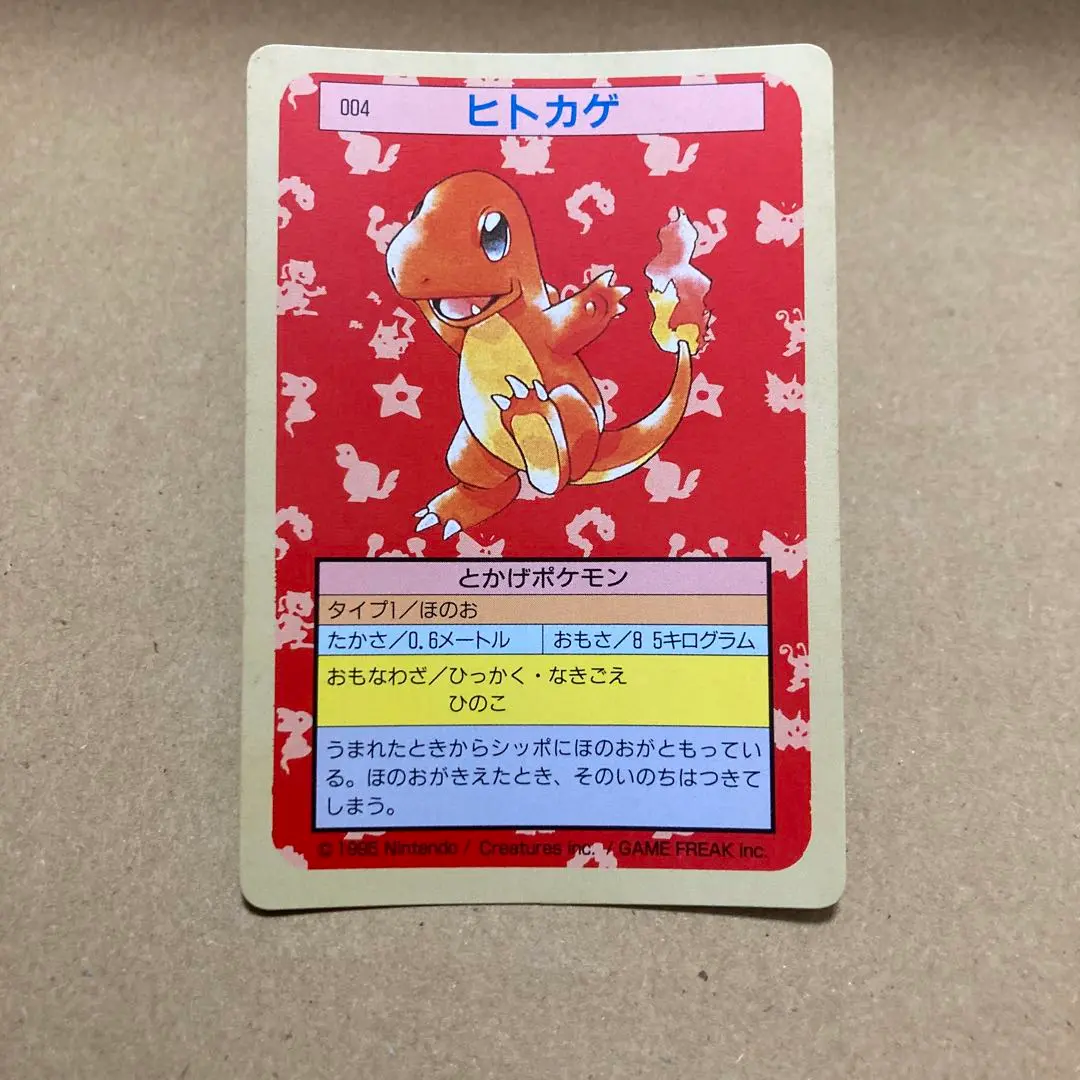 004
ヒトカゲ
とかげポケモン
タイプ1／ほのお
たかさ／0.6メートル
おもさ／8 5キログラム
おもなわざ／ひっかく・なきごえ
ひのこ
うまれたときからシッポにほのおがともってい
る。ほのおがきえたとき、そのいのちはつきて
しまう。
© 1995 Nintendo / Creatures inc. / GAME FREAK inc.